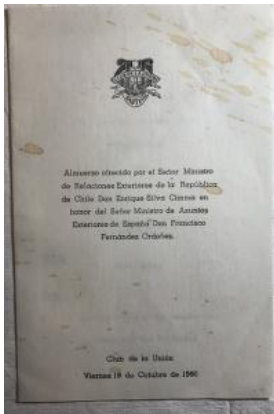 Almuerzo ofrecido por el Señor Ministro
de Relaciones Exteriores de la República
de Chile Don Enrique Silva Cimma en
honor del Señor Ministro de Asuntos
Exteriores de España Don Francisco
Fernández Ordoñez.
Club de la Unión
Viernes 19 de Octubre de 1990